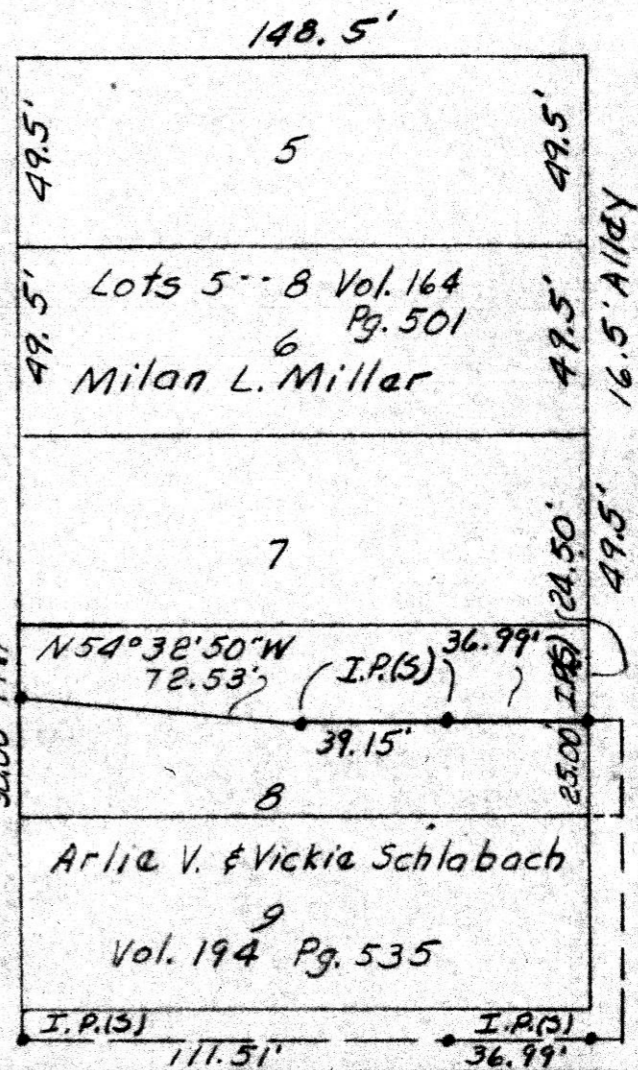 148.5'
49.5'
5
49.5'
16.5' Alley
Lots 5--8 Vol. 164
Pg. 501
49.5'
6
49.5'
Milan L. Miller
7
24.50'
49.5'
N54°38'50"W
72.53'
I.P.(S)
36.99'
I.P.(S)
39.15'
25.00'
8
Arlie V. & Vickie Schlabach
9
Vol. 194 Pg. 535
I.P.(S)
I.P.(S)
111.51'
36.99'